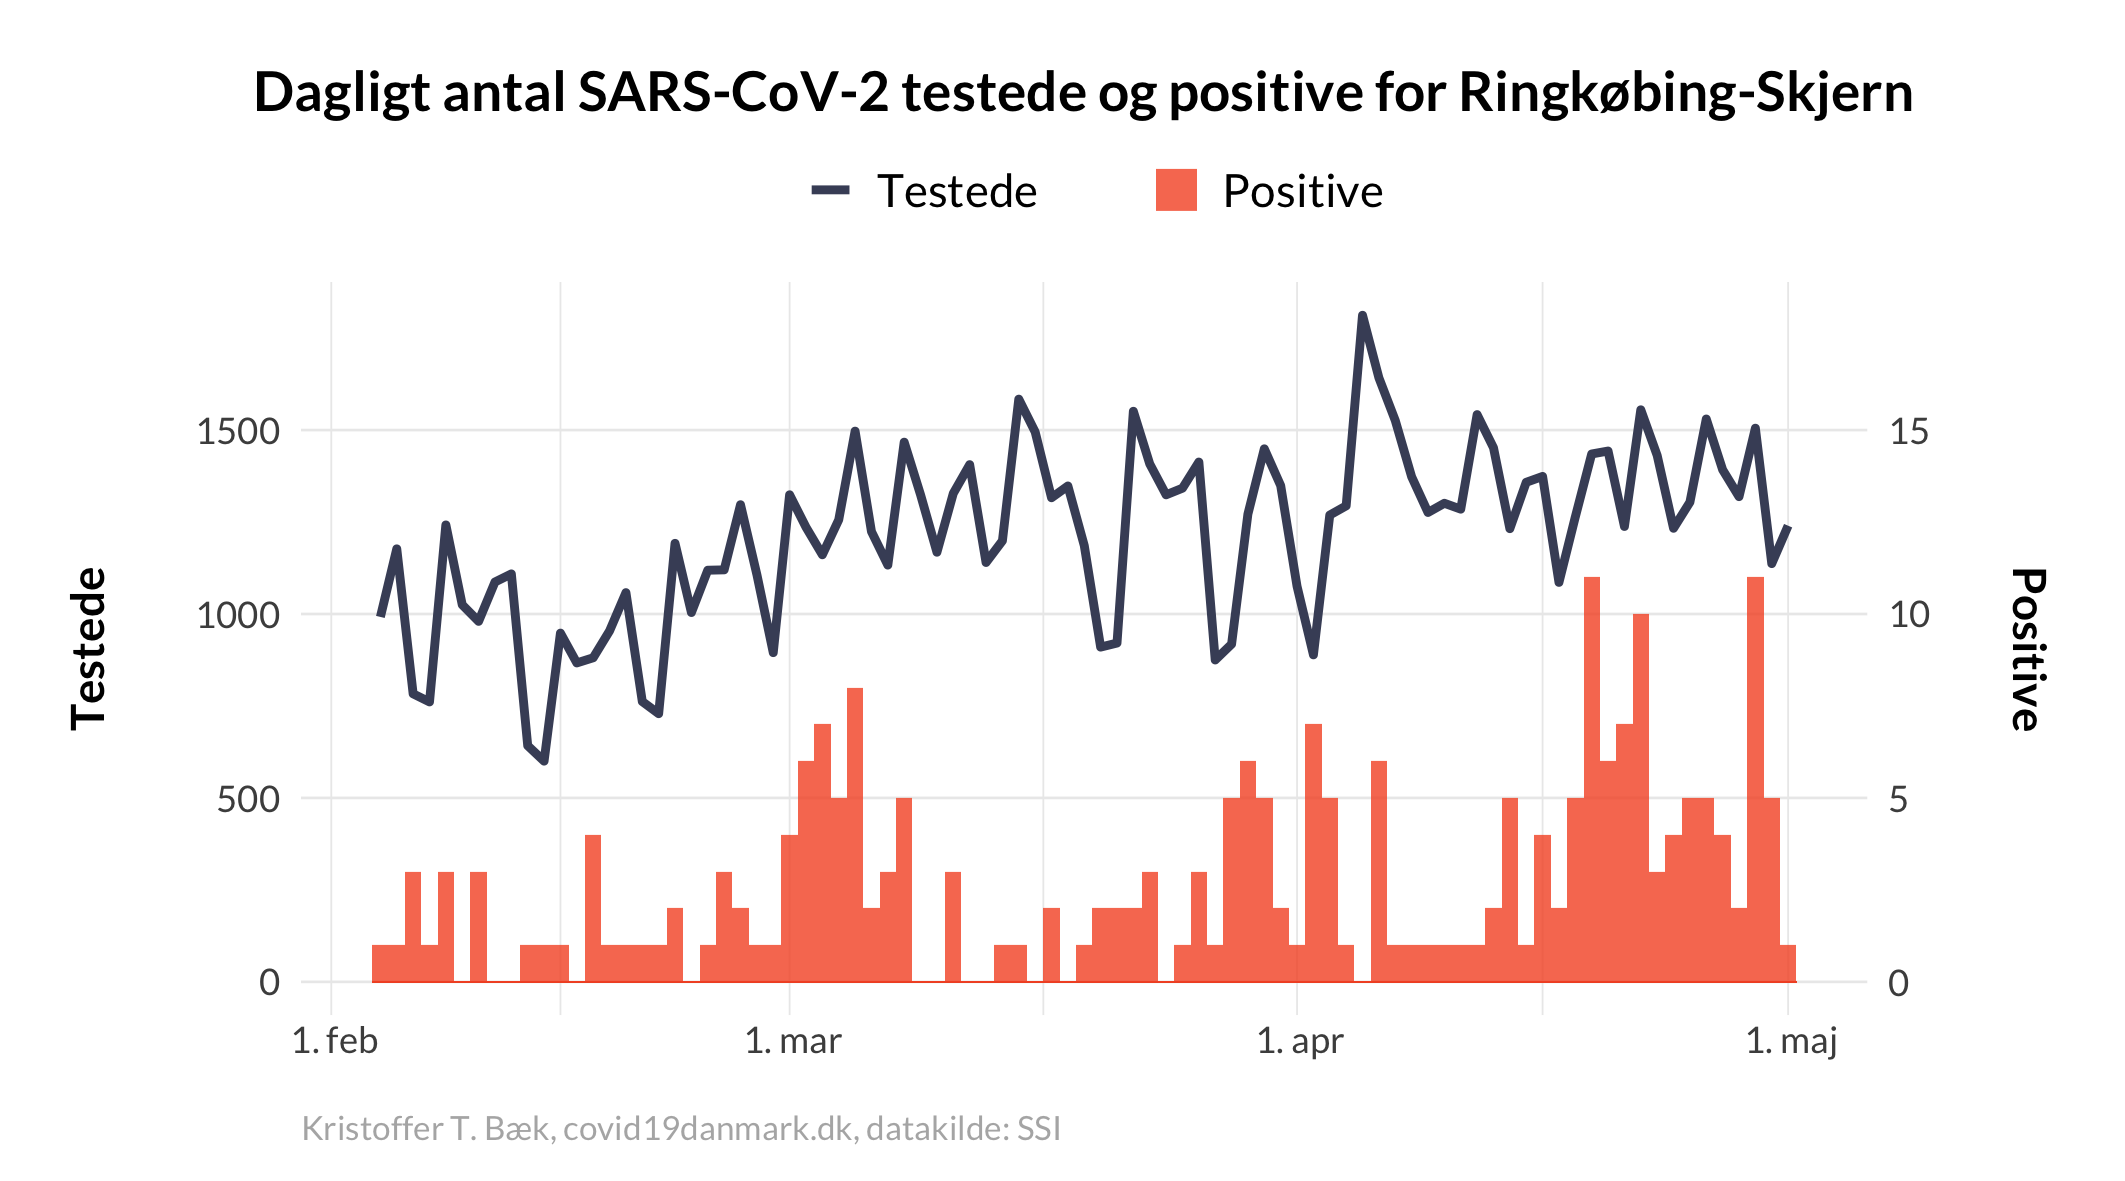 Dagligt antal SARS-CoV-2 testede og positive for Ringkøbing-Skjern
Testede
Positive
Testede
1500
1000
500
0
15
10
5
0
Positive
1. feb
1. mar
1. apr
1. maj
Kristoffer T. Bæk, covid19danmark.dk, datakilde: SSI